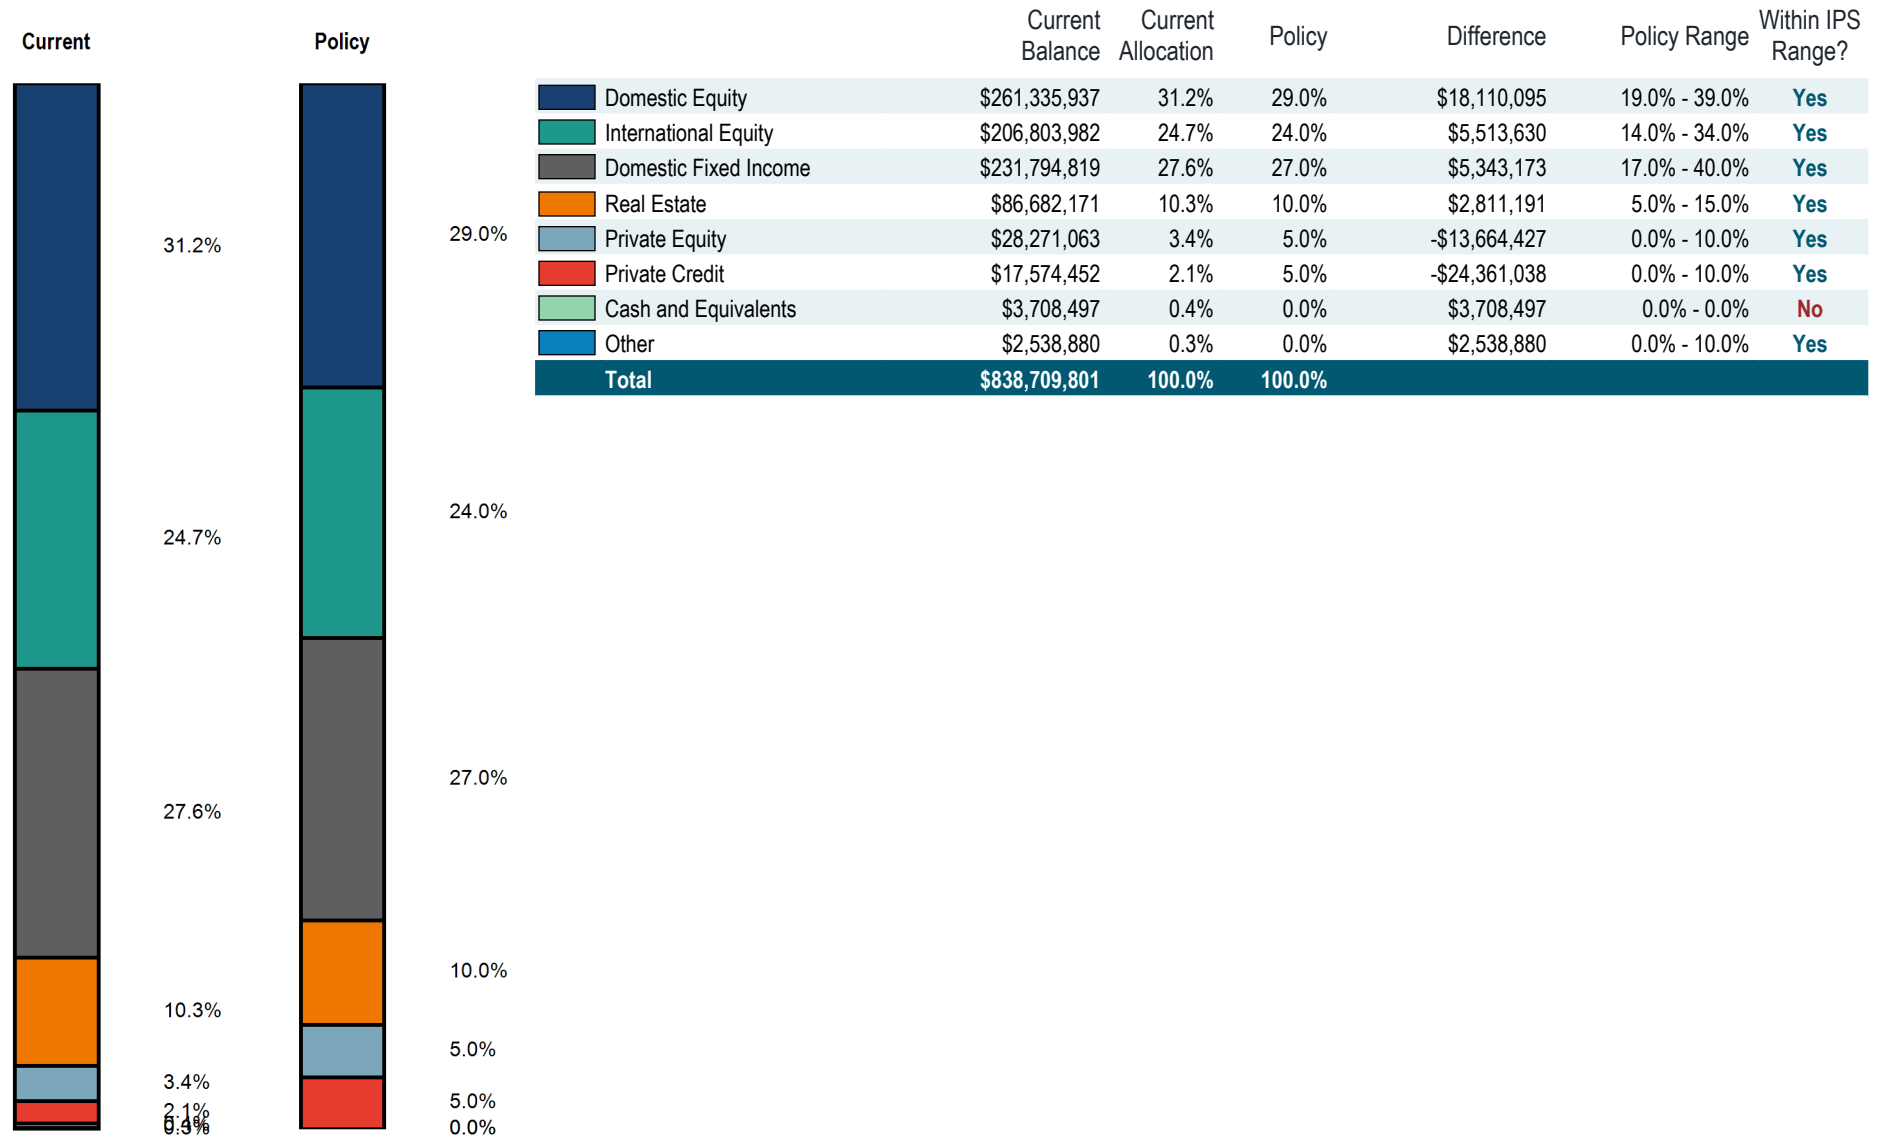 Current
Policy
Current Balance Current Allocation Policy Difference Policy Range Within IPS Range?
Domestic Equity $261,335,937 31.2% 29.0% $18,110,095 19.0% - 39.0% Yes
International Equity $206,803,982 24.7% 24.0% $5,513,630 14.0% - 34.0% Yes
Domestic Fixed Income $231,794,819 27.6% 27.0% $5,343,173 17.0% - 40.0% Yes
Real Estate $86,682,171 10.3% 10.0% $2,811,191 5.0% - 15.0% Yes
Private Equity $28,271,063 3.4% 5.0% -$13,664,427 0.0% - 10.0% Yes
Private Credit $17,574,452 2.1% 5.0% -$24,361,038 0.0% - 10.0% Yes
Cash and Equivalents $3,708,497 0.4% 0.0% $3,708,497 0.0% - 0.0% No
Other $2,538,880 0.3% 0.0% $2,538,880 0.0% - 10.0% Yes
Total $838,709,801 100.0% 100.0%
31.2%
24.7%
27.6%
10.3%
3.4%
2.1%
0.4%
0.3%
29.0%
24.0%
27.0%
10.0%
5.0%
5.0%
0.0%